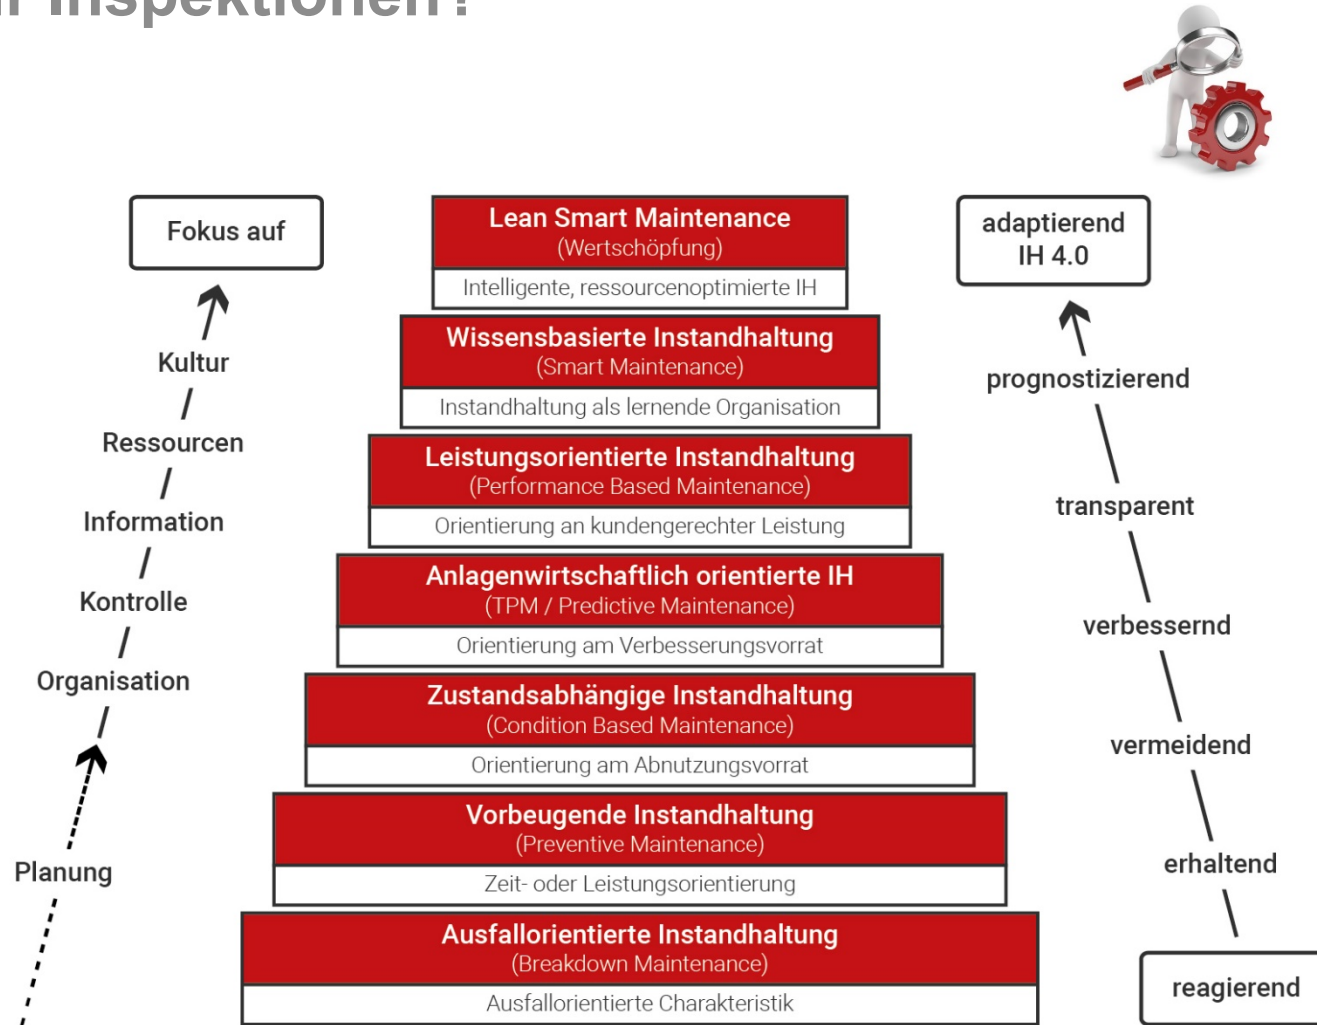 Inspektionen?
Fokus auf
Lean Smart Maintenance
(Wertschöpfung)
Intelligente, ressourcenoptimierte IH
adaptierend
IH 4.0
Wissensbasierte Instandhaltung
(Smart Maintenance)
Instandhaltung als lernende Organisation
Kultur
prognostizierend
Ressourcen
Leistungsorientierte Instandhaltung
(Performance Based Maintenance)
Orientierung an kundengerechter Leistung
Information
transparent
Anlagenwirtschaftlich orientierte IH
(TPM / Predictive Maintenance)
Orientierung am Verbesserungsvorrat
Kontrolle
verbessernd
Organisation
Zustandsabhängige Instandhaltung
(Condition Based Maintenance)
Orientierung am Abnutzungsvorrat
vermeidend
Vorbeugende Instandhaltung
(Preventive Maintenance)
Zeit- oder Leistungsorientierung
Planung
erhaltend
Ausfallorientierte Instandhaltung
(Breakdown Maintenance)
Ausfallorientierte Charakteristik
reagierend